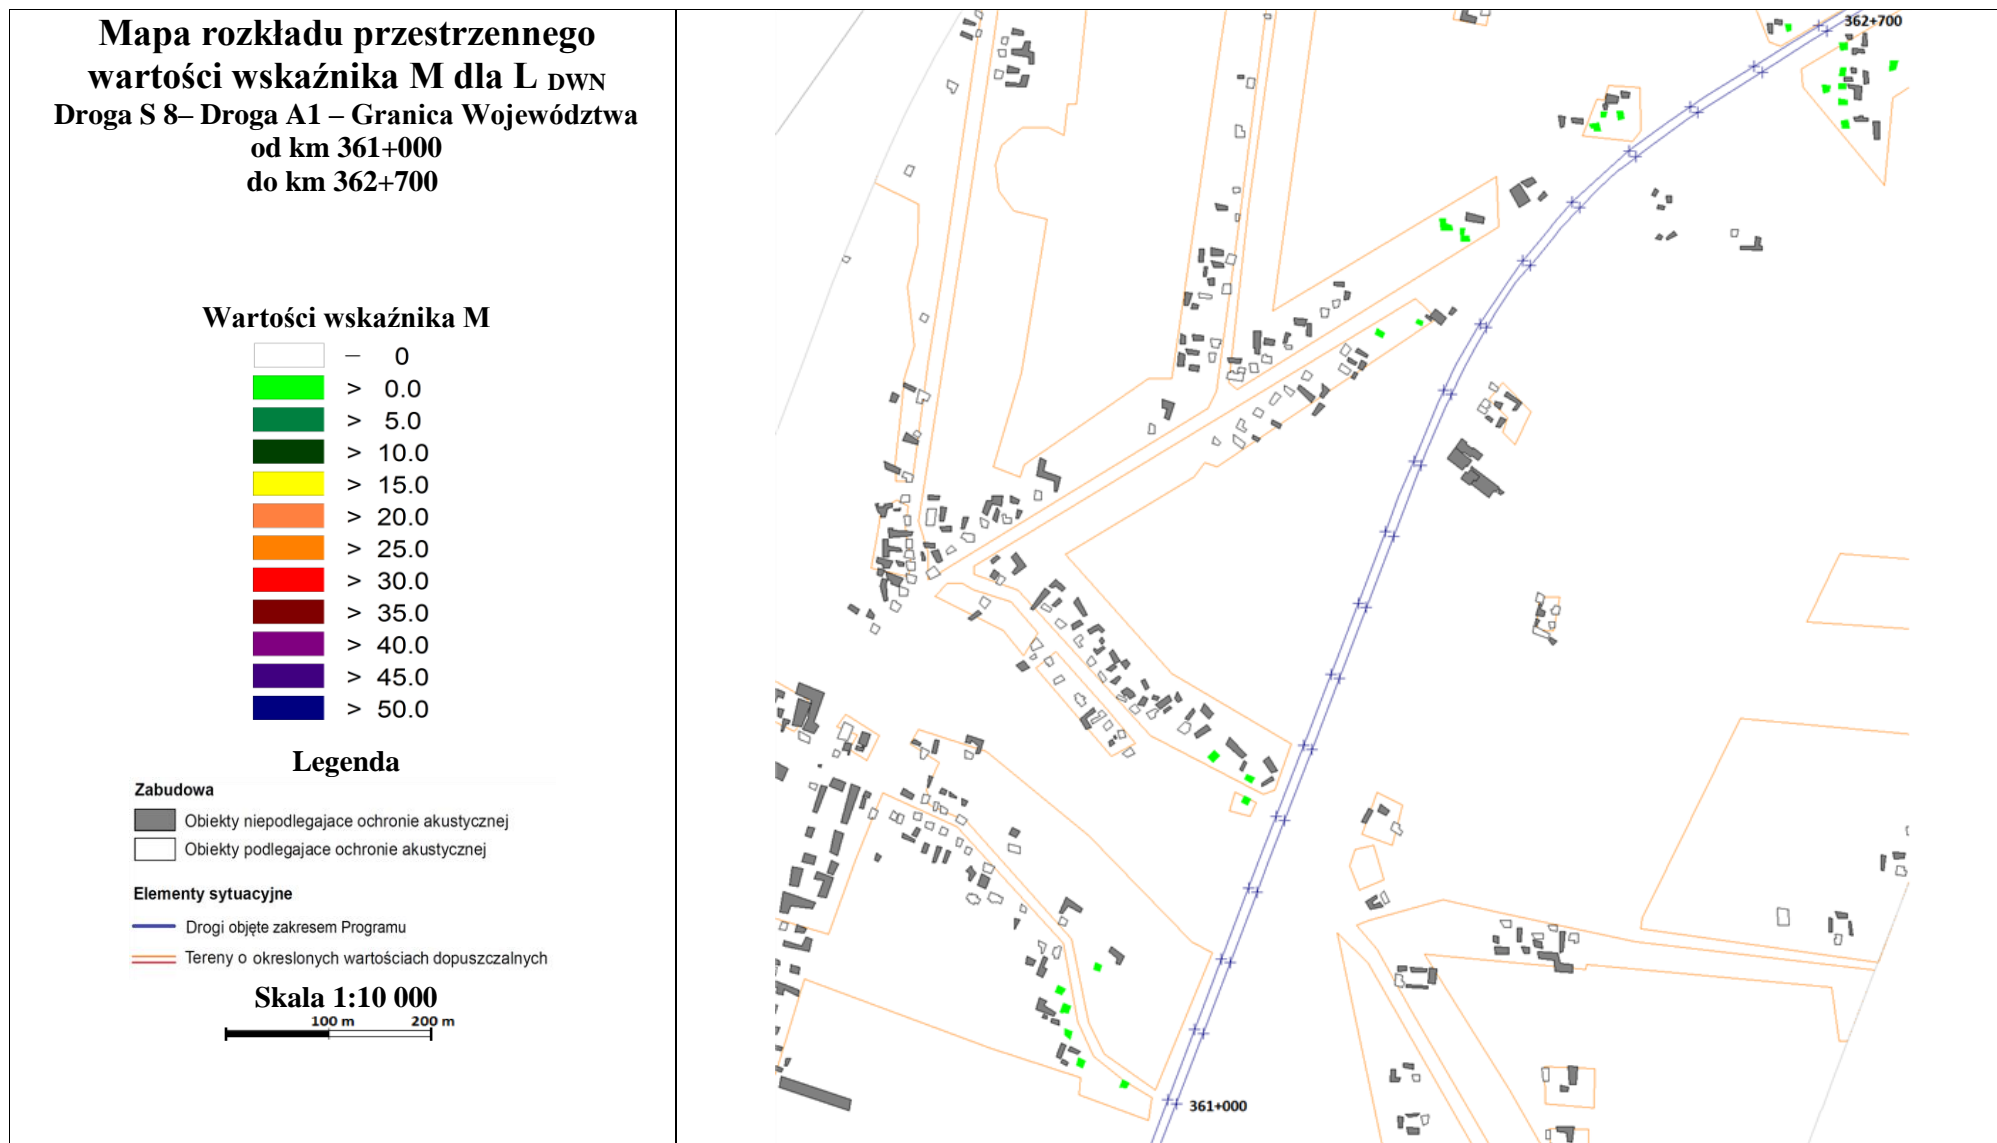 Mapa rozkładu przestrzennego
wartości wskaźnika M dla L DWN
Droga S 8– Droga A1 – Granica Województwa
od km 361+000
do km 362+700
Wartości wskaźnika M
– 0
> 0.0
> 5.0
> 10.0
> 15.0
> 20.0
> 25.0
> 30.0
> 35.0
> 40.0
> 45.0
> 50.0
Legenda
Zabudowa
Obiekty niepodlegajace ochronie akustycznej
Obiekty podlegajace ochronie akustycznej
Elementy sytuacyjne
Drogi objęte zakresem Programu
Tereny o okreslonych wartościach dopuszczalnych
Skala 1:10 000
100 m 200 m
362+700
361+000